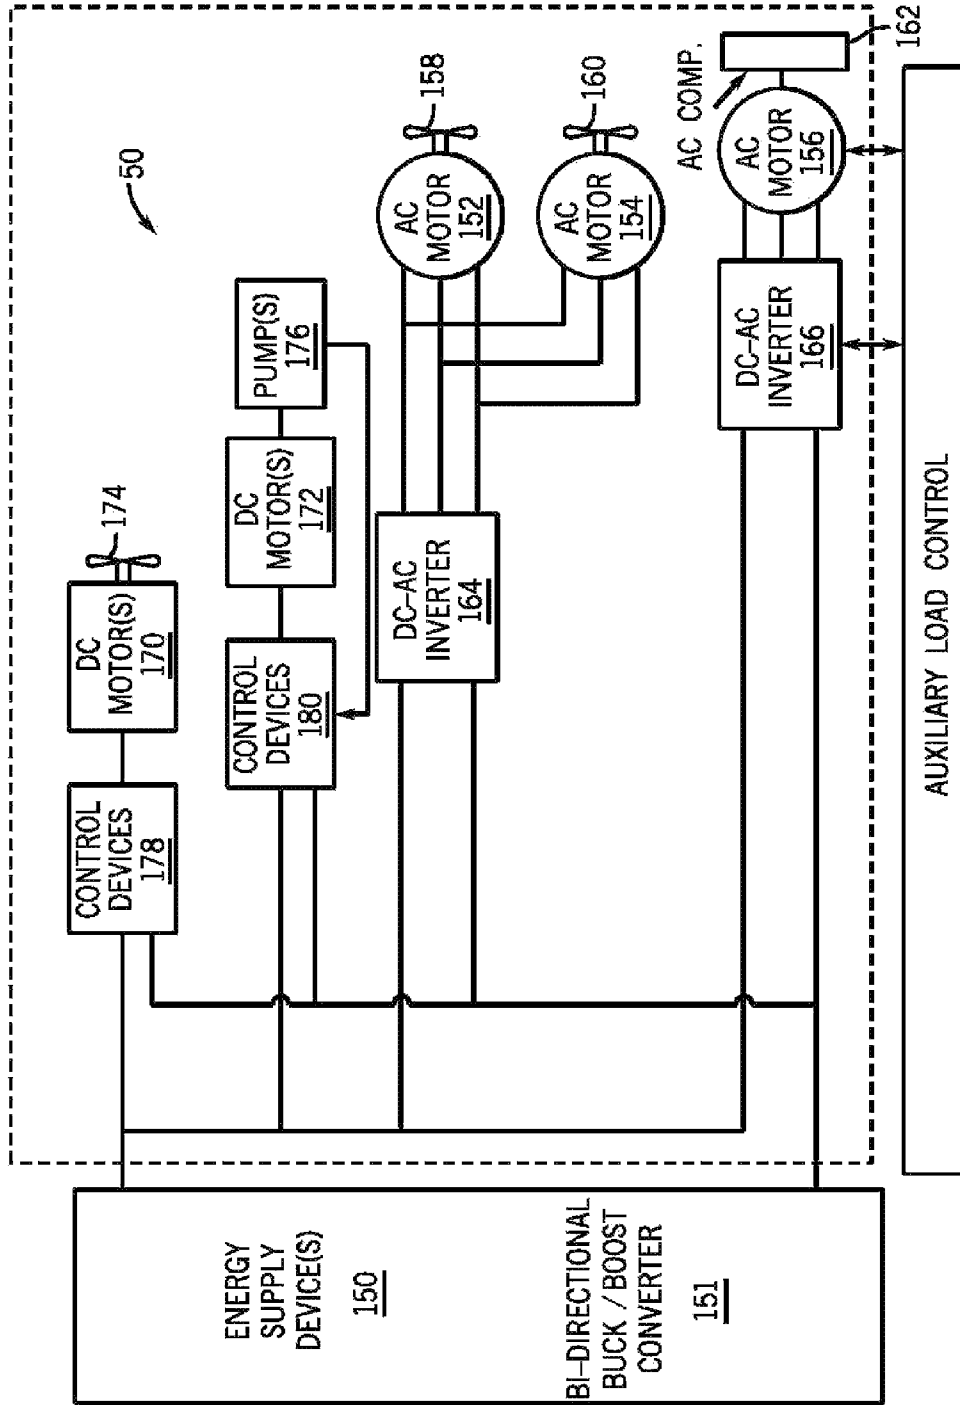 50
ENERGY
SUPPLY
DEVICE(S)
150
BI-DIRECTIONAL
BUCK / BOOST
CONVERTER
151
CONTROL
DEVICES
178
DC
MOTOR(S)
170
174
CONTROL
DEVICES
180
DC
MOTOR(S)
172
PUMP(S)
176
DC-AC
INVERTER
164
AC
MOTOR
152
158
AC
MOTOR
154
160
DC-AC
INVERTER
166
AC
MOTOR
156
AC COMP.
162
AUXILIARY LOAD CONTROL